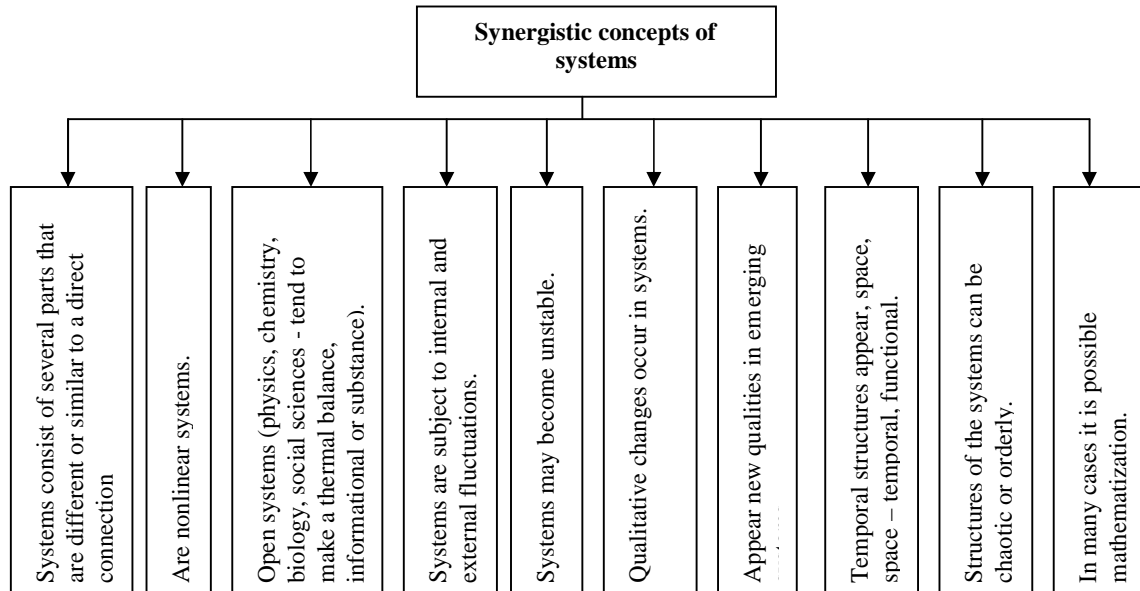 Synergistic concepts of
systems
Systems consist of several parts that
are different or similar to a direct
connection
Are nonlinear systems.
Open systems (physics, chemistry,
biology, social sciences - tend to
make a thermal balance,
informational or substance).
Systems are subject to internal and
external fluctuations.
Systems may become unstable.
Qualitative changes occur in systems.
Appear new qualities in emerging
Temporal structures appear, space,
space – temporal, functional.
Structures of the systems can be
chaotic or orderly.
In many cases it is possible
mathematization.